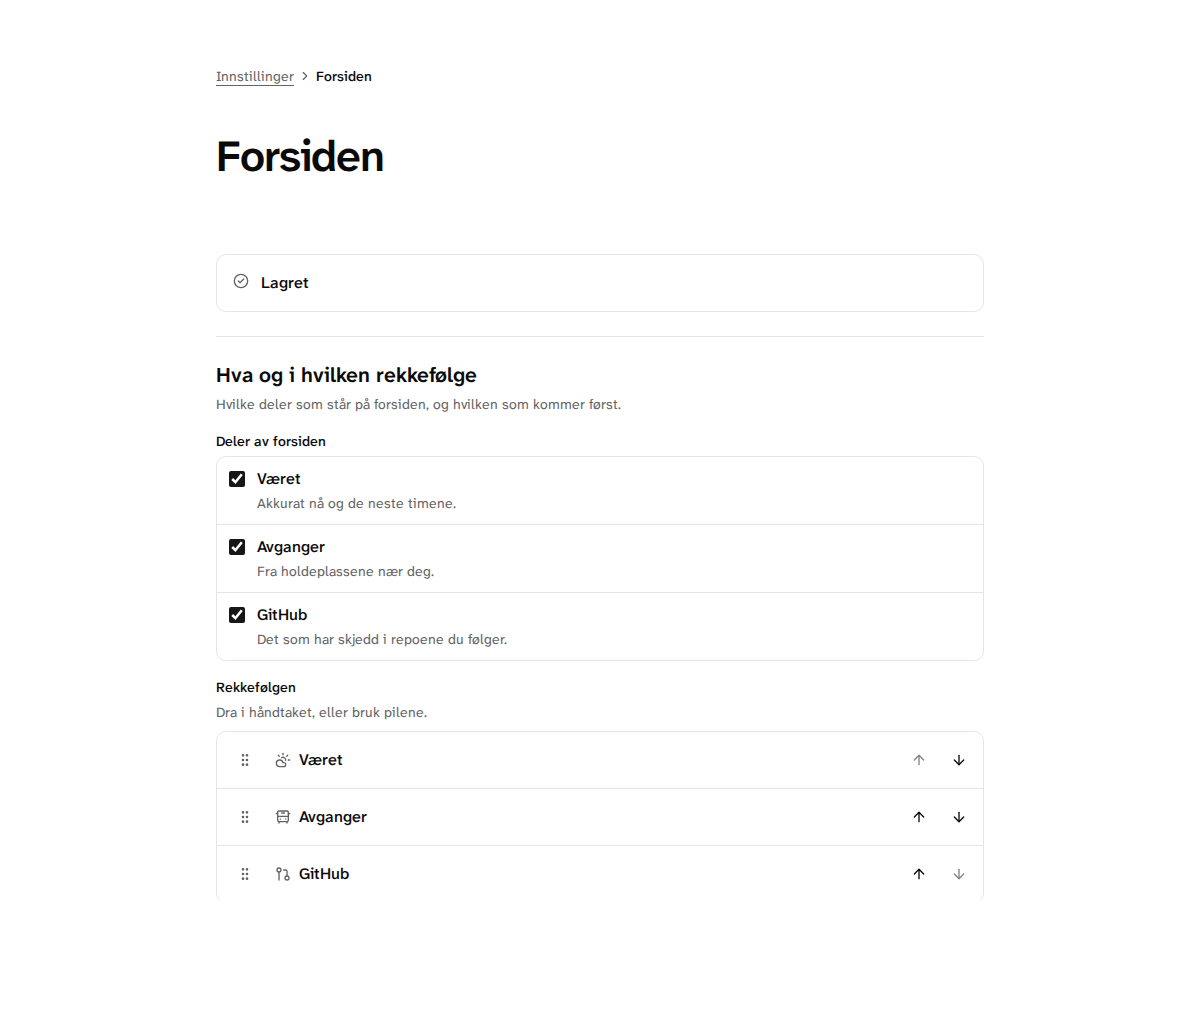 Innstillinger > Forsiden
Forsiden
Lagret
Hva og i hvilken rekkefølge
Hvilke deler som står på forsiden, og hvilken som kommer først.
Deler av forsiden
Været
Akkurat nå og de neste timene.
Avganger
Fra holdeplassene nær deg.
GitHub
Det som har skjedd i repoene du følger.
Rekkefølgen
Dra i håndtaket, eller bruk pilene.
Været
Avganger
GitHub